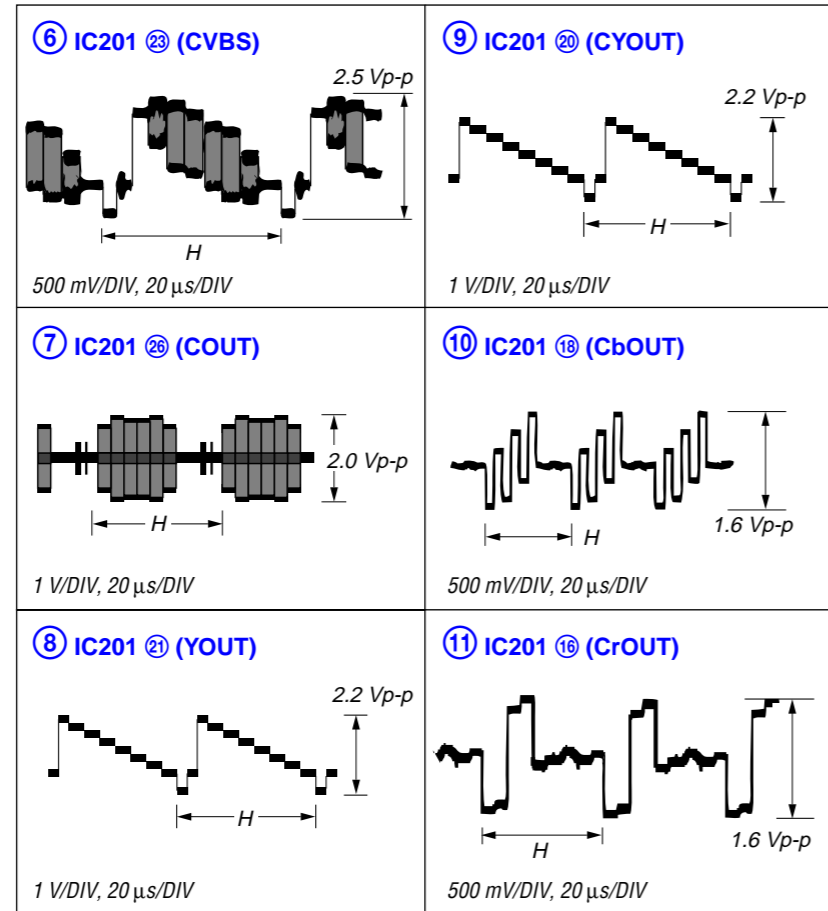 ⑥ IC201 ㉓ (CVBS)
2.5 Vp-p
H
500 mV/DIV, 20 µs/DIV
⑨ IC201 ⑳ (CYOUT)
2.2 Vp-p
H
1 V/DIV, 20 µs/DIV
⑦ IC201 ㉖ (COUT)
2.0 Vp-p
H
1 V/DIV, 20 µs/DIV
⑩ IC201 ⑱ (CbOUT)
1.6 Vp-p
H
500 mV/DIV, 20 µs/DIV
⑧ IC201 ㉑ (YOUT)
2.2 Vp-p
H
1 V/DIV, 20 µs/DIV
⑪ IC201 ⑯ (CrOUT)
1.6 Vp-p
H
500 mV/DIV, 20 µs/DIV